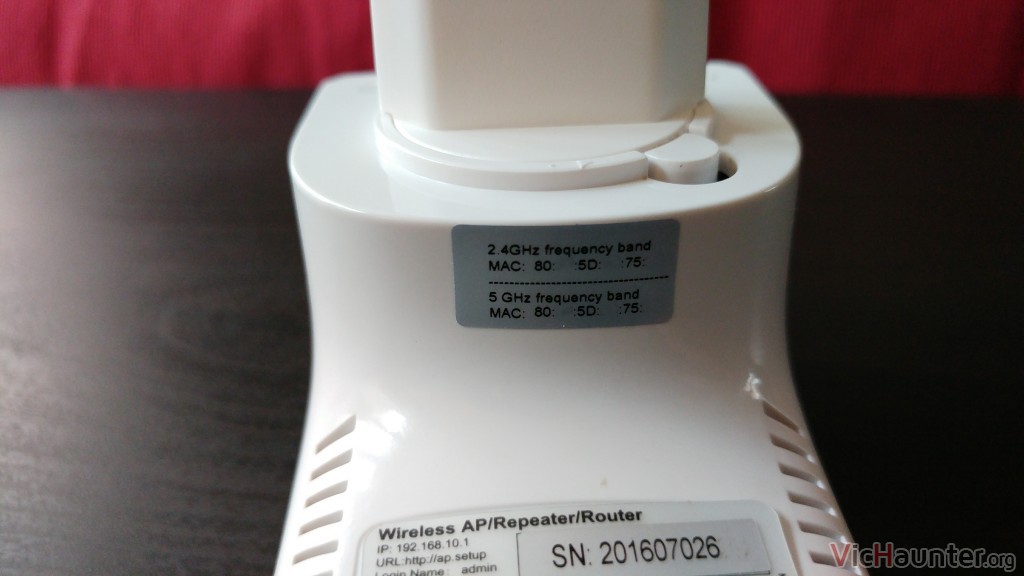 2.4GHz frequency band
MAC: 80: :5D: :75:
5 GHz frequency band
MAC: 80: :5D: :75:
Wireless AP/Repeater/Router
IP: 192.168.10.1
URL:http://ap.setup
Login Name: admin
SN: 201607026
VicHaunter.org